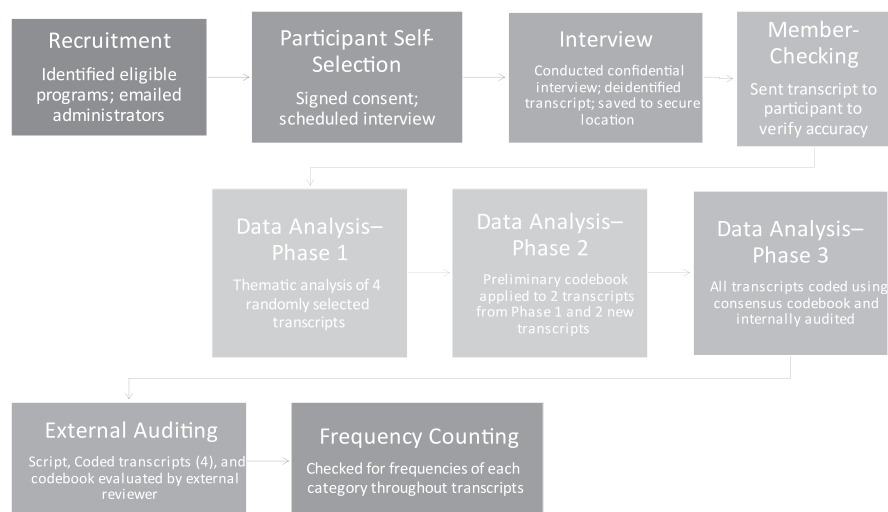 Recruitment
Identified eligible
programs; emailed
administrators
Participant Self-
Selection
Signed consent;
scheduled interview
Interview
Conducted confidential
interview; deidentified
transcript; saved to secure
location
Member-
Checking
Sent transcript to
participant to
verify accuracy
Data Analysis–
Phase 1
Thematic analysis of 4
randomly selected
transcripts
Data Analysis–
Phase 2
Preliminary codebook
applied to 2 transcripts
from Phase 1 and 2 new
transcripts
Data Analysis–
Phase 3
All transcripts coded using
consensus codebook and
internally audited
External Auditing
Script, Coded transcripts (4), and
codebook evaluated by external
reviewer
Frequency Counting
Checked for frequencies of each
category throughout transcripts